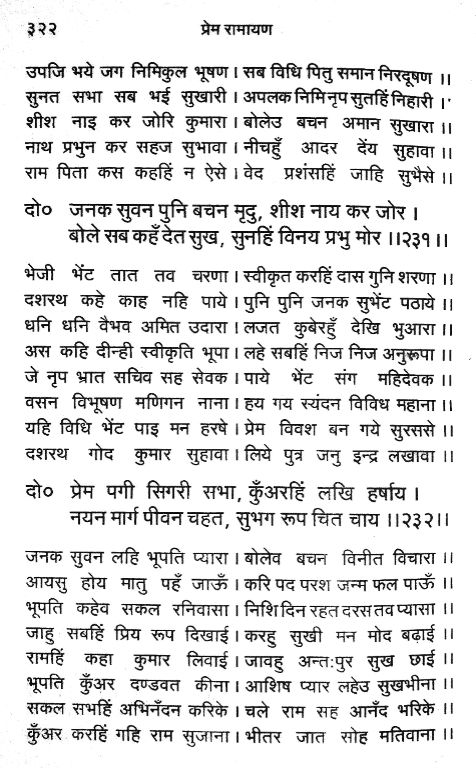 ३२२ प्रेम रामायण
उपजि भये जग निमिकुल भूषण । सब विधि पितु समान निरदूषण ।।
सुनत सभा सब भई सुखारी । अपलक निमि नृप सुतहिं निहारी ।
शीश नाइ कर जोरि कुमारा । बोलेउ बचन अमान सुखारा ।।
नाथ प्रभुन कर सहज सुभावा । नीचहुँ आदर देंय सुहावा ।।
राम पिता कस कहहिं न ऐसे । वेद प्रशंसहिं जाहि सुभैसे ।।
दो० जनक सुवन पुनि बचन मृदु, शीश नाय कर जोर ।
बोले सब कहँ देत सुख, सुनहिं विनय प्रभु मोर ।।२३१।।
भेजी भेंट तात तव चरणा । स्वीकृत करहिं दास गुनि शरणा ।।
दशरथ कहे काह नहि पाये । पुनि पुनि जनक सुभेंट पठाये ।।
धनि धनि वैभव अमित उदारा । लजत कुबेरहुँ देखि भुआरा ।।
अस कहि दीन्ही स्वीकृति भूपा । लहे सबहिं निज निज अनुरूपा ।।
जे नृप भ्रात सचिव सह सेवक । पाये भेंट संग महिदेवक ।।
वसन विभूषण मणिगन नाना । हय गय स्यंदन विविध महाना ।।
यहि विधि भेंट पाइ मन हरषे । प्रेम विवश बन गये सुरससे ।।
दशरथ गोद कुमार सुहावा । लिये पुत्र जनु इन्द्र लखावा ।।
दो० प्रेम पगी सिगरी सभा, कुँअरहिं लखि हर्षाय ।
नयन मार्ग पीवन चहत, सुभग रूप चित चाय ।।२३२।।
जनक सुवन लहि भूपति प्यारा । बोलेव बचन विनीत विचारा ।।
आयसु होय मातु पहँ जाऊँ । करि पद परश जन्म फल पाऊँ ।।
भूपति कहेव सकल रनिवासा । निशि दिन रहत दरस तव प्यासा ।।
जाहु सबहिं प्रिय रूप दिखाई । करहु सुखी मन मोद बढ़ाई ।।
रामहिं कहा कुमार लिवाई । जावहु अन्तःपुर सुख छाई ।।
भूपति कुँअर दण्डवत कीना । आशिष प्यार लहेउ सुखभीना ।।
सकल सभहिं अभिनँदन करिके । चले राम सह आनँद भरिके ।।
कुँअर करहिं गहि राम सुजाना । भीतर जात सोह मतिवाना ।।